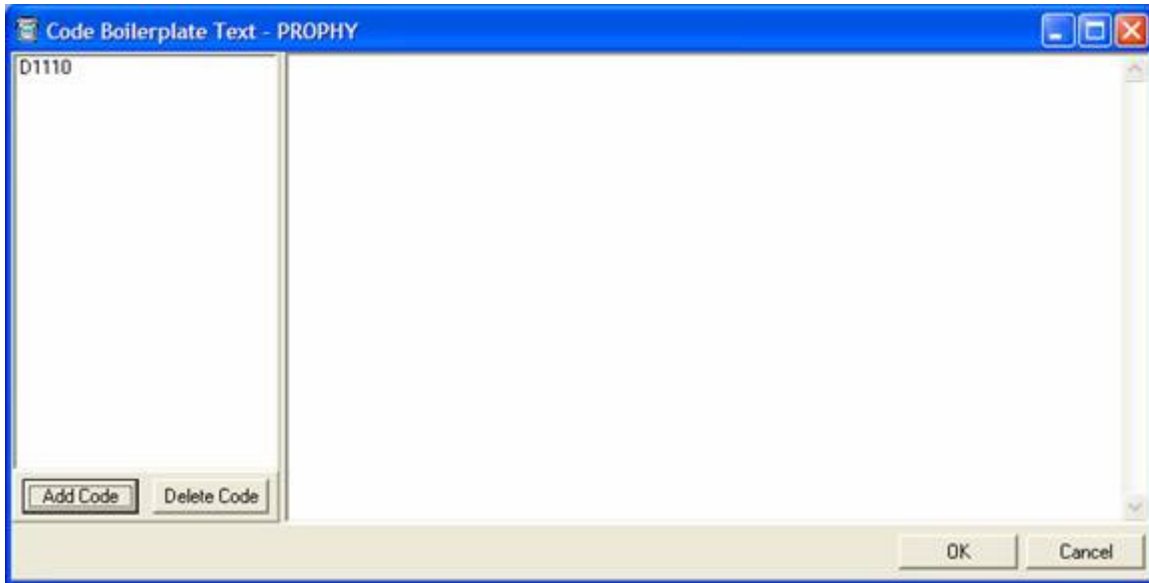 Code Boilerplate Text - PROPHY
D1110
Add Code Delete Code
OK Cancel